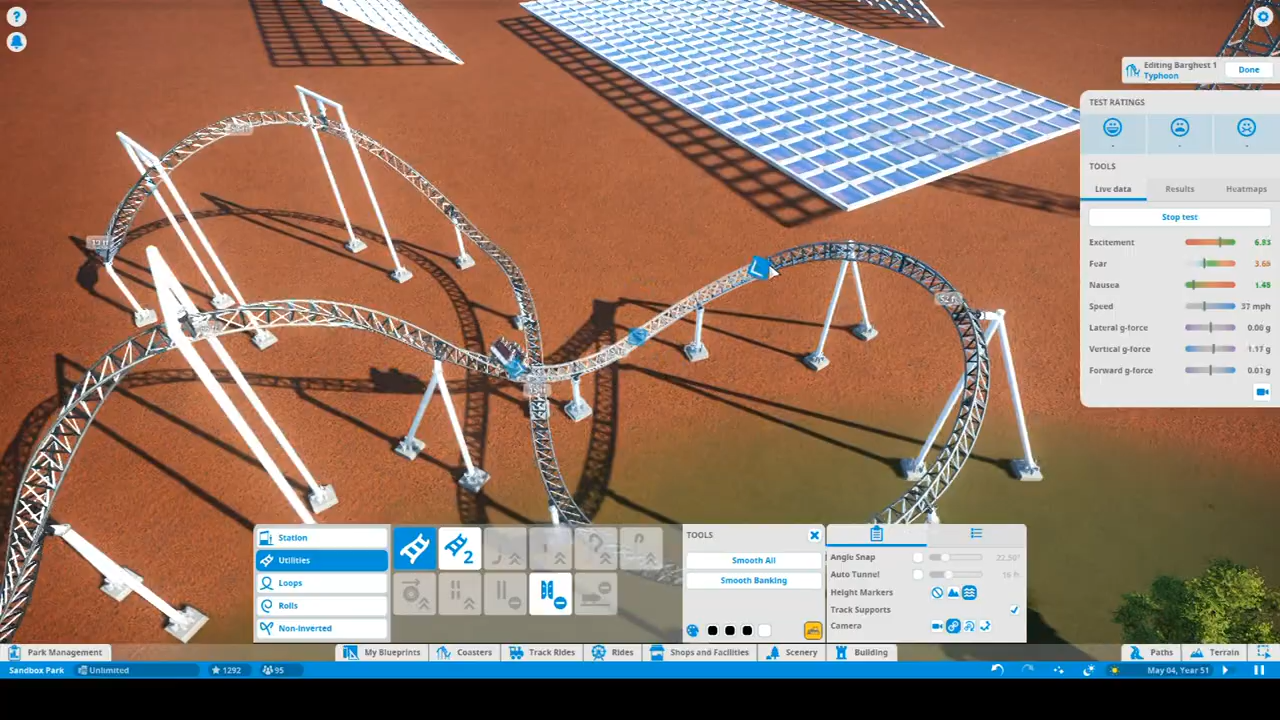 ?
Editing Barghest 1
Typhoon
Done
TEST RATINGS
- - -
TOOLS
Live data Results Heatmaps
Stop test
Excitement 6.83
Fear 3.66
Nausea 1.48
Speed 37 mph
Lateral g-force 0.00 g
Vertical g-force 1.17 g
Forward g-force 0.01 g
Station
Utilities
Loops
Rolls
Non-inverted
2
TOOLS
Smooth All
Smooth Banking
Angle Snap 22.50°
Auto Tunnel 16 ft
Height Markers
Track Supports
Camera
Park Management
My Blueprints Coasters Track Rides Rides Shops and Facilities Scenery Building
Paths Terrain
Sandbox Park Unlimited 1292 95
May 04, Year 51